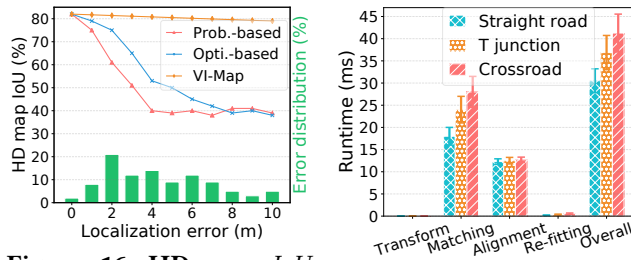 HD map IoU (%)
80
70
60
50
40
30
20
10
0
Prob.-based
Opti.-based
VI-Map
Error distribution (%)
0 2 4 6 8 10
Localization error (m)
Runtime (ms)
45
40
35
30
25
20
15
10
5
0
Straight road
T junction
Crossroad
Transform Matching Alignment Re-fitting Overall